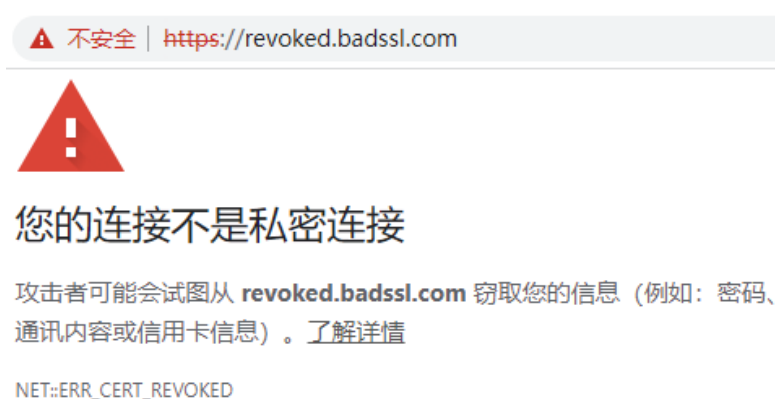 不安全 | https://revoked.badssl.com
您的连接不是私密连接
攻击者可能会试图从 revoked.badssl.com 窃取您的信息（例如：密码、
通讯内容或信用卡信息）。了解详情
NET::ERR_CERT_REVOKED